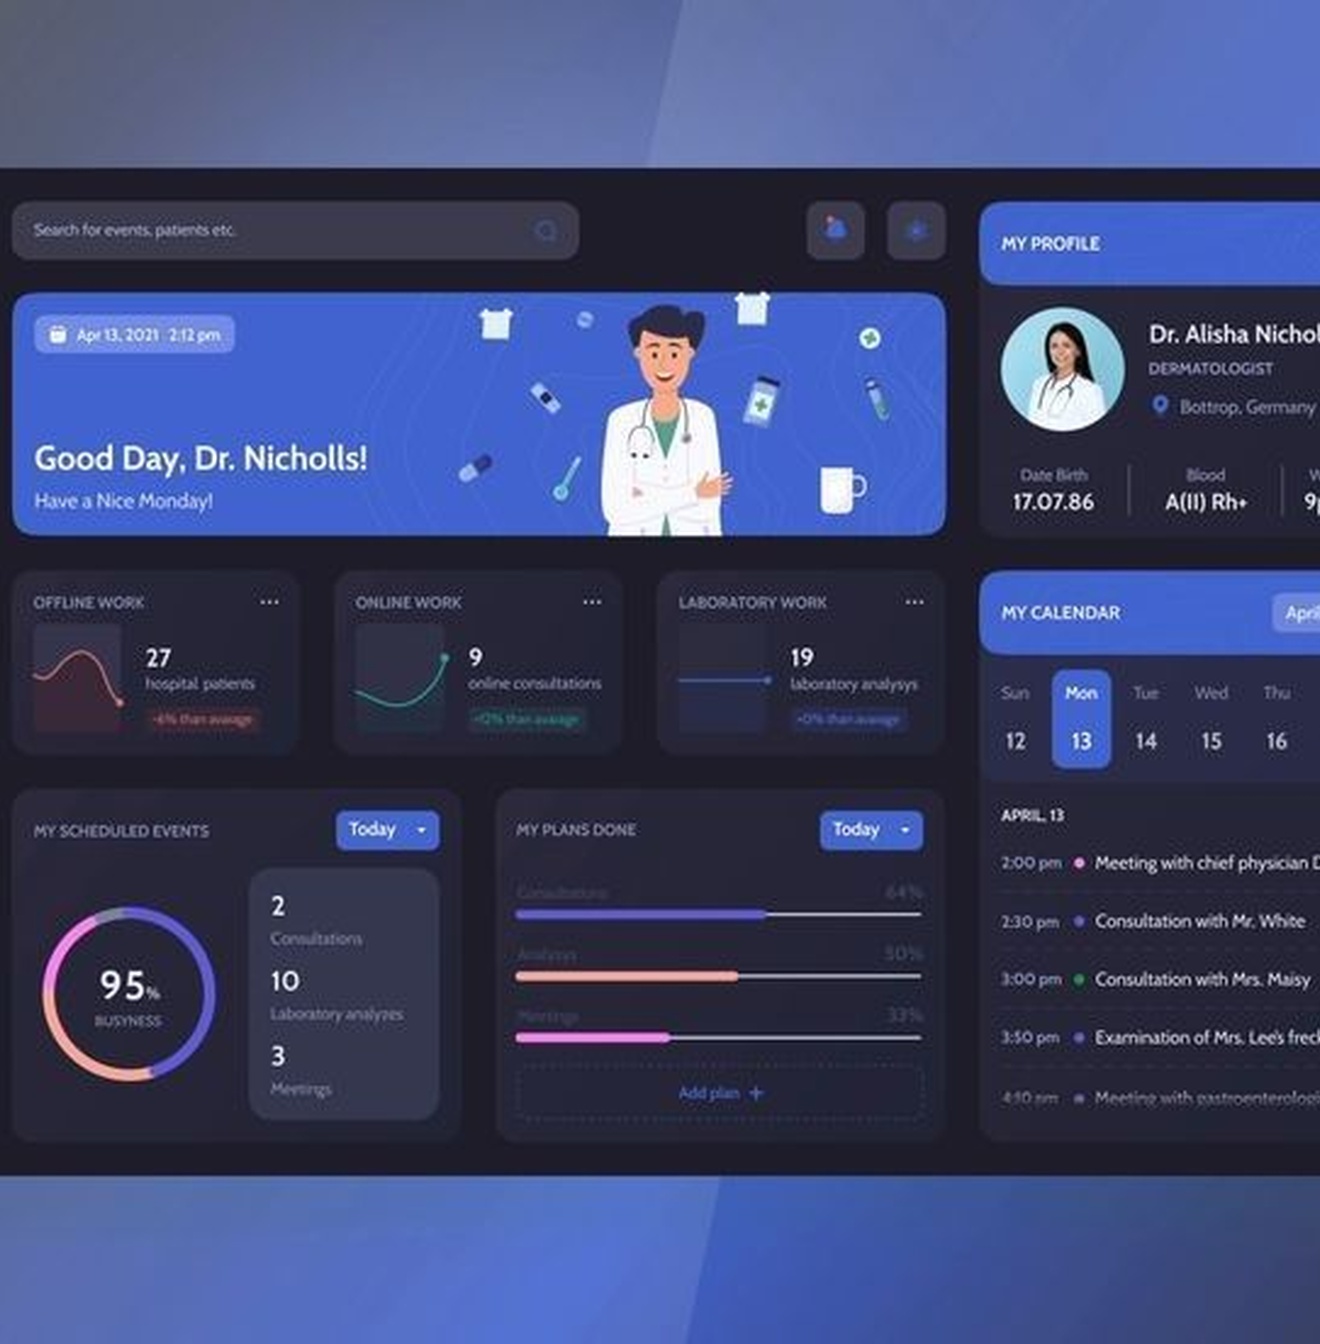 Search for events, patients etc.
Apr 13, 2021 2:12 pm
Good Day, Dr. Nicholls!
Have a Nice Monday!
OFFLINE WORK
27
hospital patients
-6% than avarage
ONLINE WORK
9
online consultations
+12% than avarage
LABORATORY WORK
19
laboratory analysys
+0% than avarage
MY SCHEDULED EVENTS
Today
95%
BUSYNESS
2
Consultations
10
Laboratory analyzes
3
Meetings
MY PLANS DONE
Today
Consultations 64%
Analysys 50%
Meetings 33%
Add plan +
MY PROFILE
Dr. Alisha Nichol
DERMATOLOGIST
Bottrop, Germany
Date Birth
17.07.86
Blood
A(II) Rh+
W
9p
MY CALENDAR
April
Sun Mon Tue Wed Thu
12 13 14 15 16
APRIL, 13
2:00 pm Meeting with chief physician D
2:30 pm Consultation with Mr. White
3:00 pm Consultation with Mrs. Maisy
3:50 pm Examination of Mrs. Lee's freck
4:10 pm Meeting with gastroenterologi